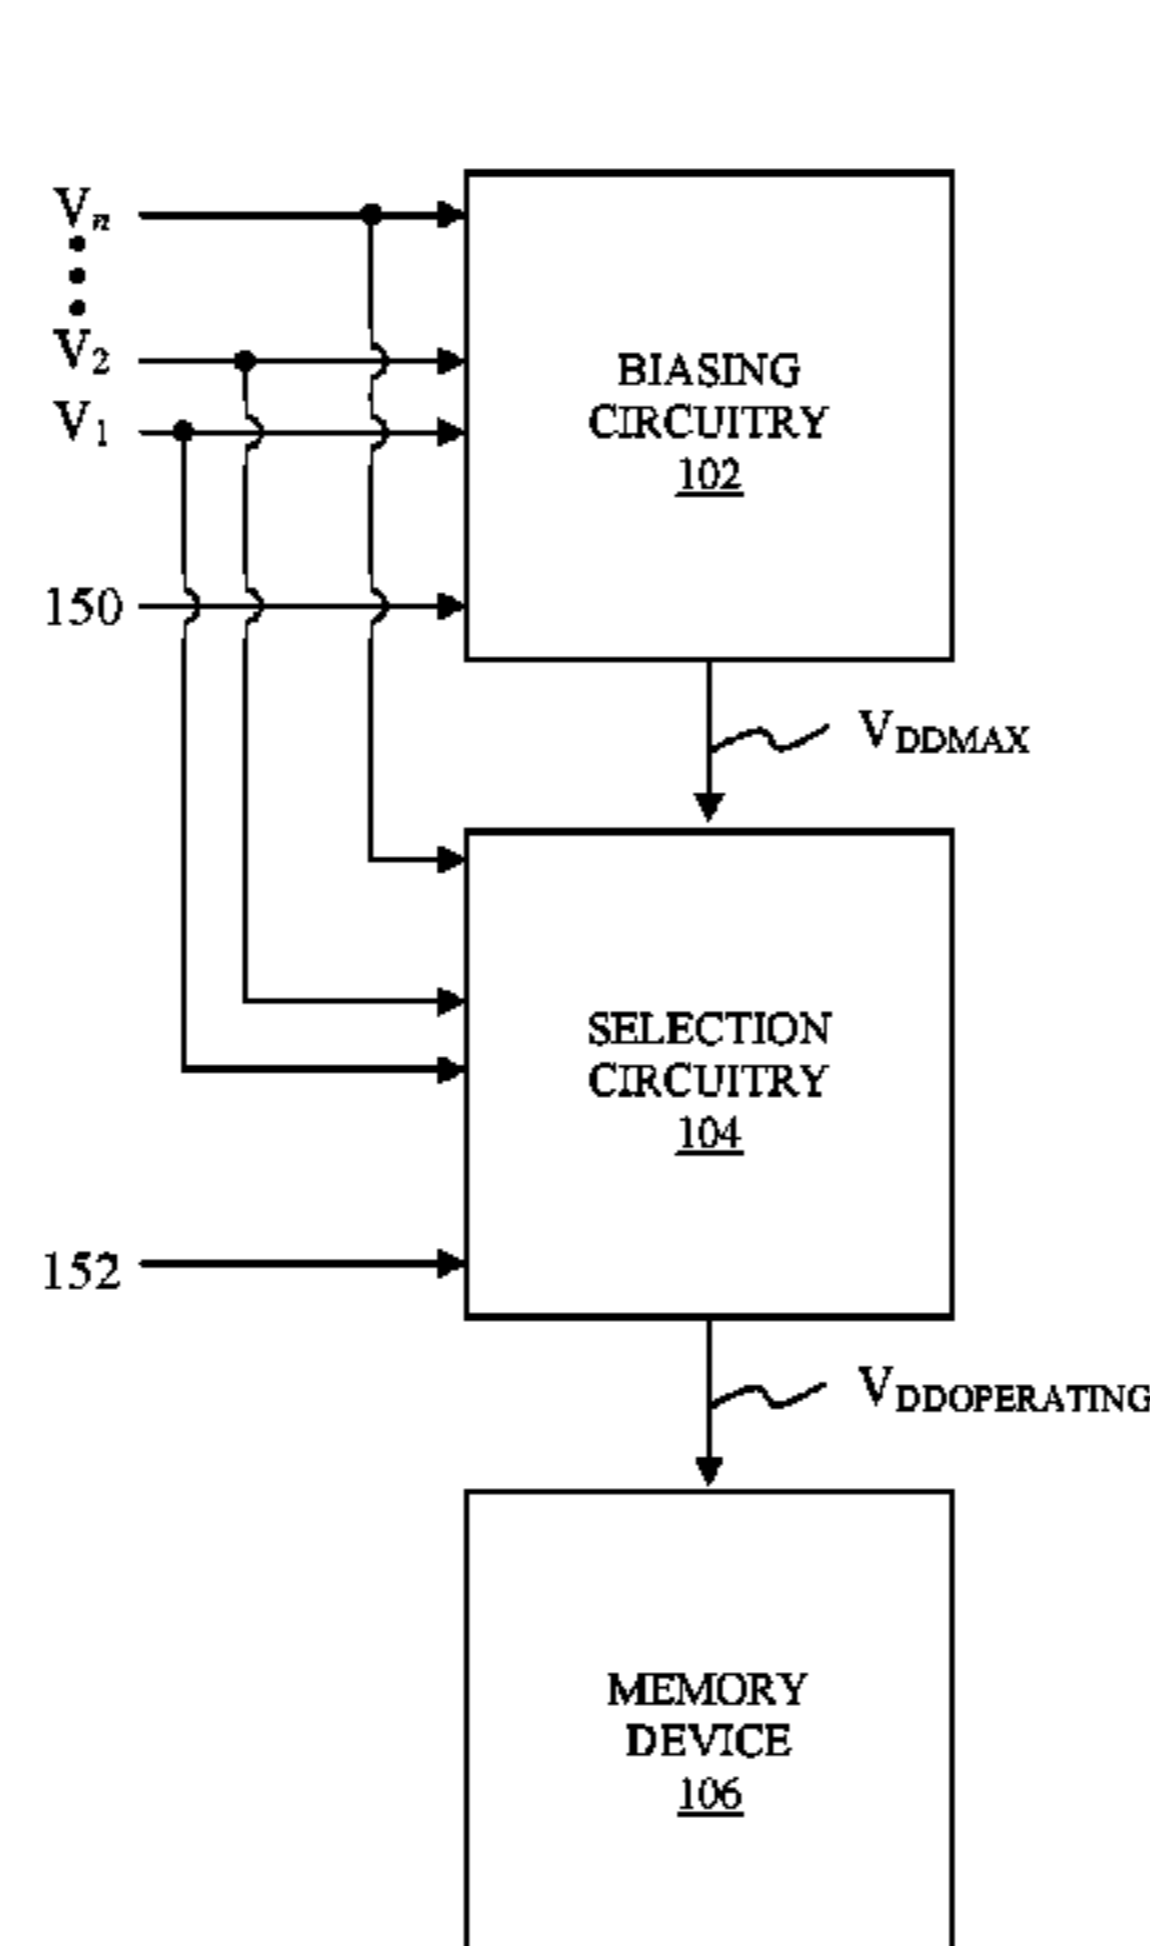 Vn
V2
V1
BIASING
CIRCUITRY
102
150
VDDMAX
SELECTION
CIRCUITRY
104
152
VDDOPERATING
MEMORY
DEVICE
106